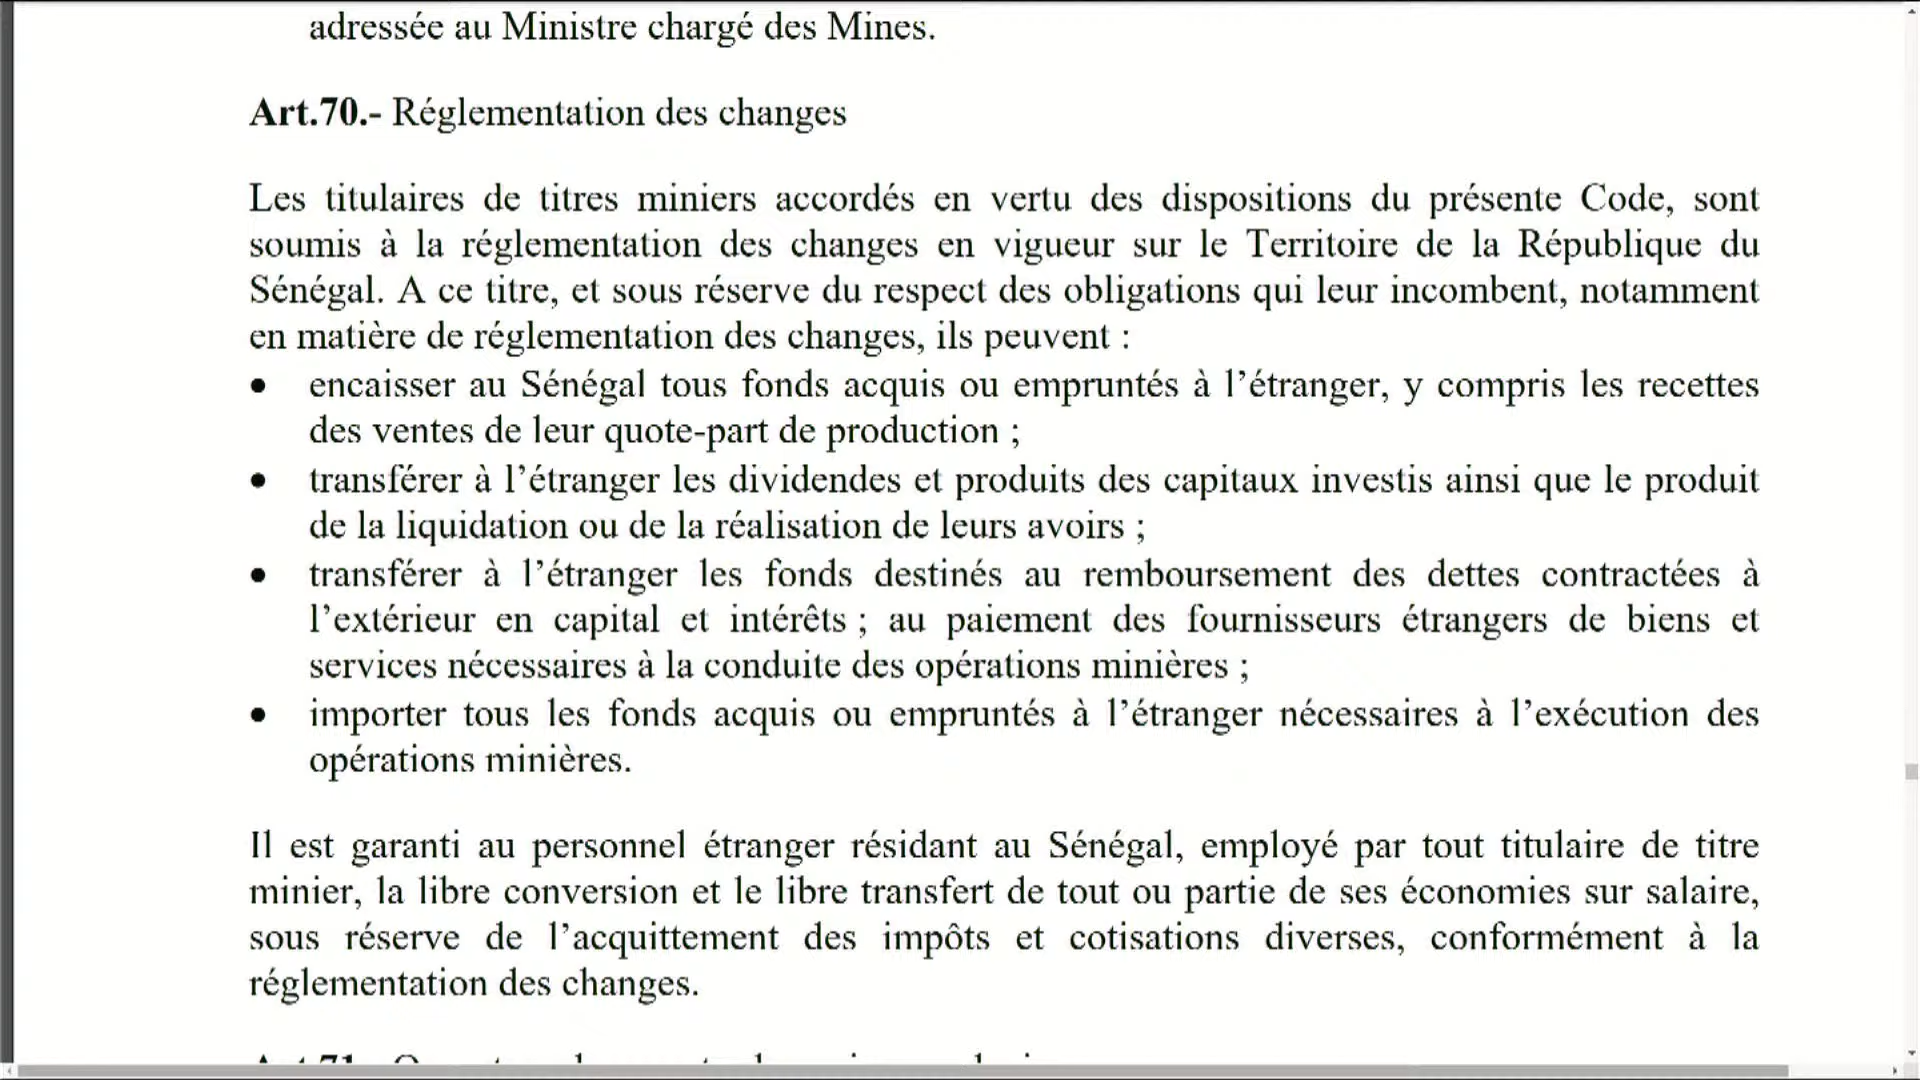 adressée au Ministre chargé des Mines.
Art.70.- Réglementation des changes
Les titulaires de titres miniers accordés en vertu des dispositions du présente Code, sont
soumis à la réglementation des changes en vigueur sur le Territoire de la République du
Sénégal. A ce titre, et sous réserve du respect des obligations qui leur incombent, notamment
en matière de réglementation des changes, ils peuvent :
• encaisser au Sénégal tous fonds acquis ou empruntés à l’étranger, y compris les recettes
des ventes de leur quote-part de production ;
• transférer à l’étranger les dividendes et produits des capitaux investis ainsi que le produit
de la liquidation ou de la réalisation de leurs avoirs ;
• transférer à l’étranger les fonds destinés au remboursement des dettes contractées à
l’extérieur en capital et intérêts ; au paiement des fournisseurs étrangers de biens et
services nécessaires à la conduite des opérations minières ;
• importer tous les fonds acquis ou empruntés à l’étranger nécessaires à l’exécution des
opérations minières.
Il est garanti au personnel étranger résidant au Sénégal, employé par tout titulaire de titre
minier, la libre conversion et le libre transfert de tout ou partie de ses économies sur salaire,
sous réserve de l’acquittement des impôts et cotisations diverses, conformément à la
réglementation des changes.
Art.71.-